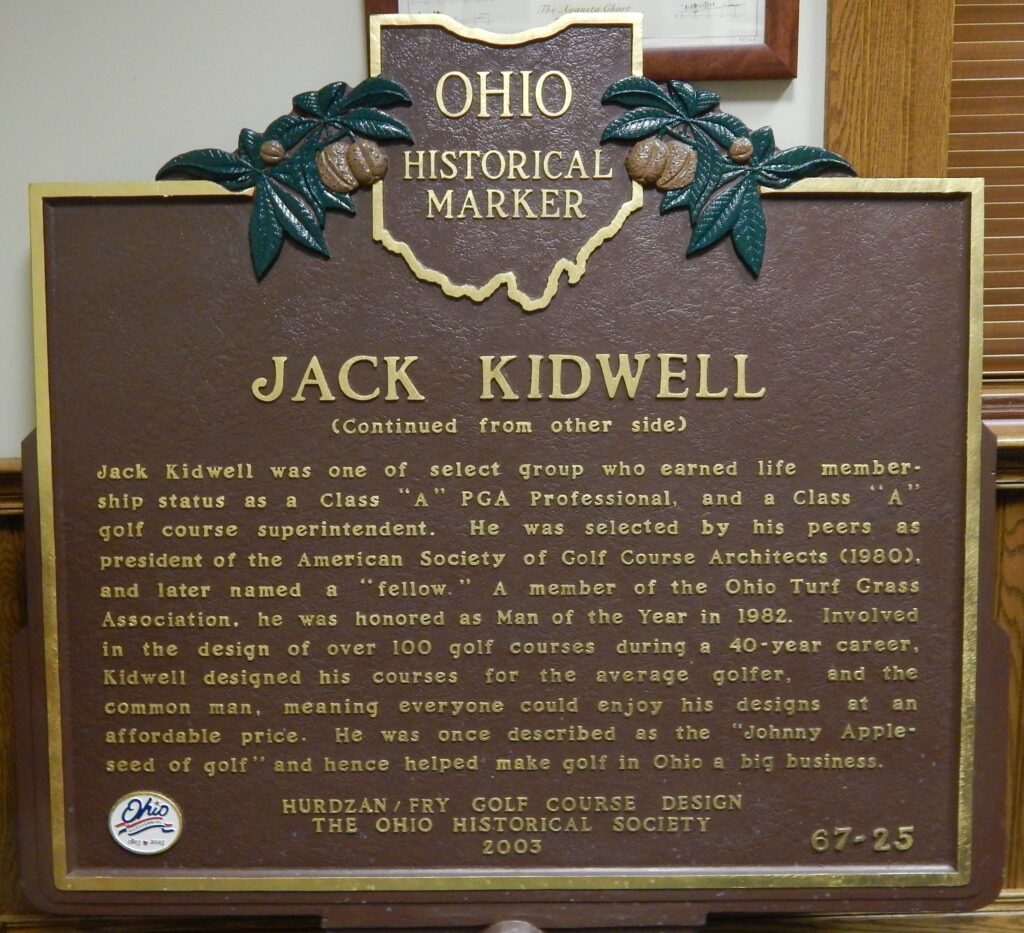 The Augusta Chart
OHIO
HISTORICAL
MARKER
JACK KIDWELL
(Continued from other side)
Jack Kidwell was one of select group who earned life member-
ship status as a Class "A" PGA Professional, and a Class "A"
golf course superintendent. He was selected by his peers as
president of the American Society of Golf Course Architects (1980),
and later named a "fellow." A member of the Ohio Turf Grass
Association, he was honored as Man of the Year in 1982. Involved
in the design of over 100 golf courses during a 40-year career,
Kidwell designed his courses for the average golfer, and the
common man, meaning everyone could enjoy his designs at an
affordable price. He was once described as the "Johnny Apple-
seed of golf" and hence helped make golf in Ohio a big business.
Ohio
BICENTENNIAL
HURDZAN/FRY GOLF COURSE DESIGN
THE OHIO HISTORICAL SOCIETY
2003
67-25